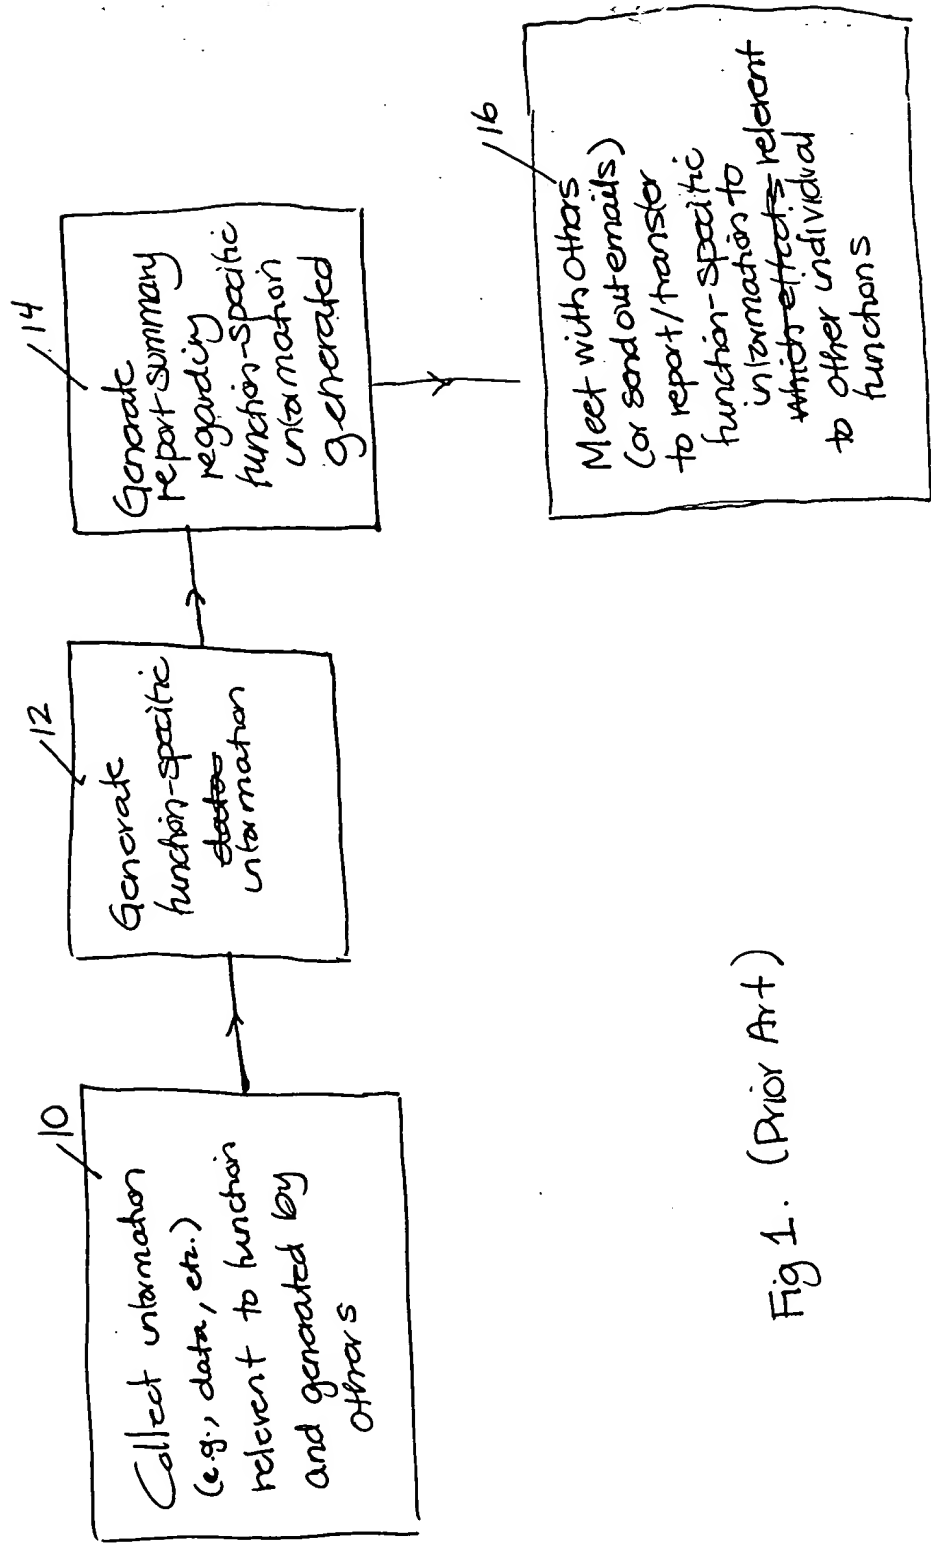 10
Collect information
(e.g., data, etc.)
relevent to function
and generated by
others
12
Generate
function-specific
data
information
14
Generate
report summary
regarding
function-specific
information
generated
16
Meet with others
(or send out emails)
to report/transfer
function-specific
information to
which effects relevent
to other individual
functions
Fig 1. (Prior Art)